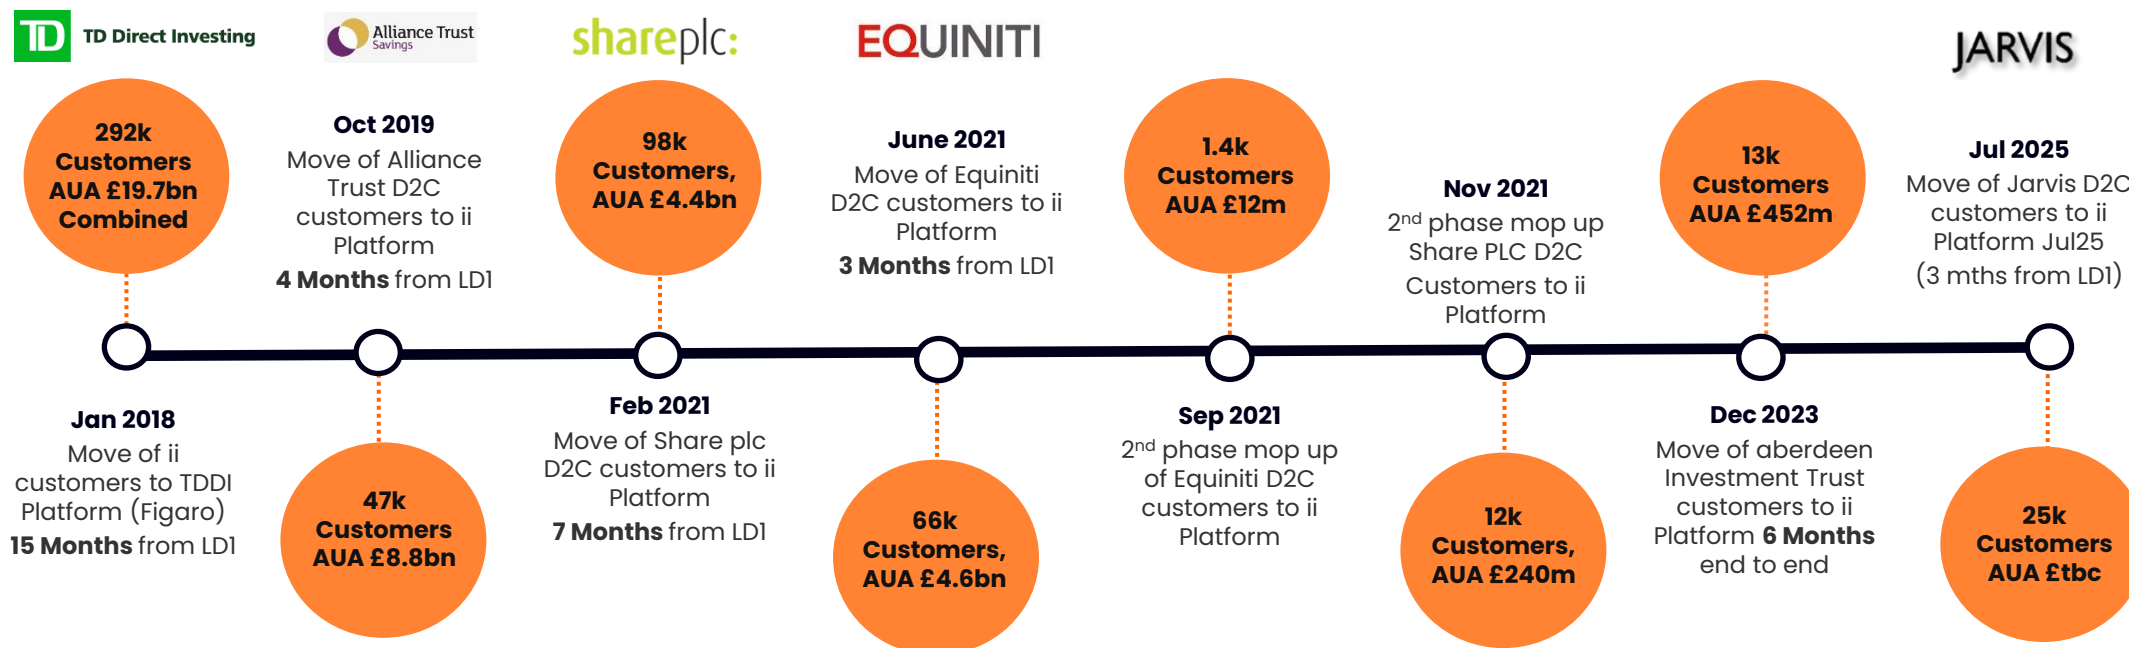 TD TD Direct Investing
Alliance Trust
Savings
shareplc:
EQUINITI
JARVIS
292k
Customers
AUA £19.7bn
Combined
Jan 2018
Move of ii
customers to TDDI
Platform (Figaro)
15 Months from LD1
Oct 2019
Move of Alliance
Trust D2C
customers to ii
Platform
4 Months from LD1
47k
Customers
AUA £8.8bn
98k
Customers,
AUA £4.4bn
Feb 2021
Move of Share plc
D2C customers to ii
Platform
7 Months from LD1
June 2021
Move of Equiniti
D2C customers to ii
Platform
3 Months from LD1
66k
Customers,
AUA £4.6bn
1.4k
Customers
AUA £12m
Sep 2021
2nd phase mop up
of Equiniti D2C
customers to ii
Platform
Nov 2021
2nd phase mop up
Share PLC D2C
Customers to ii
Platform
12k
Customers,
AUA £240m
13k
Customers
AUA £452m
Dec 2023
Move of aberdeen
Investment Trust
customers to ii
Platform 6 Months
end to end
Jul 2025
Move of Jarvis D2C
customers to ii
Platform Jul25
(3 mths from LD1)
25k
Customers
AUA £tbc